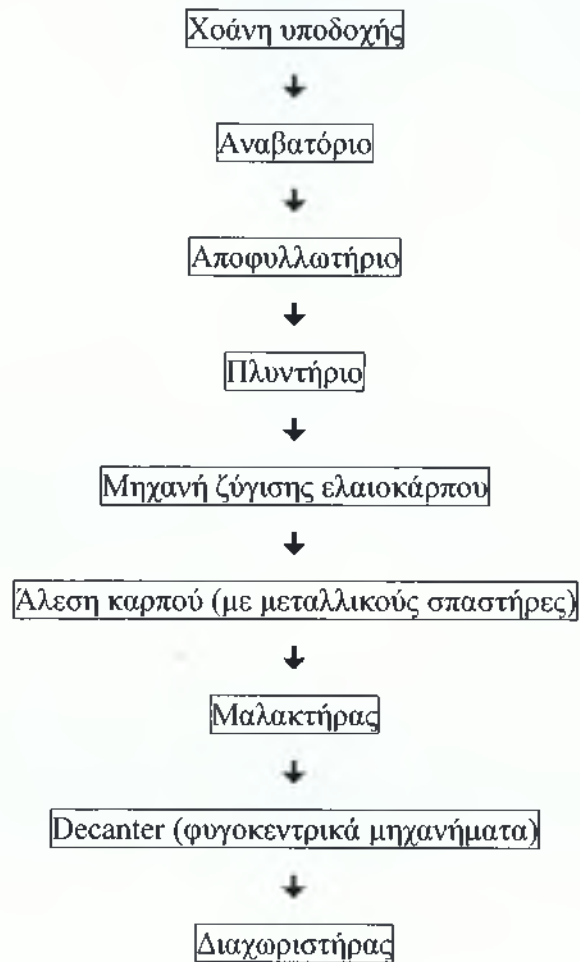 Χοάνη υποδοχής
Αναβατόριο
Αποφυλλωτήριο
Πλυντήριο
Μηχανή ζύγισης ελαιοκάρπου
Άλεση καρπού (με μεταλλικούς σπαστήρες)
Μαλακτήρας
Decanter (φυγοκεντρικά μηχανήματα)
Διαχωριστήρας